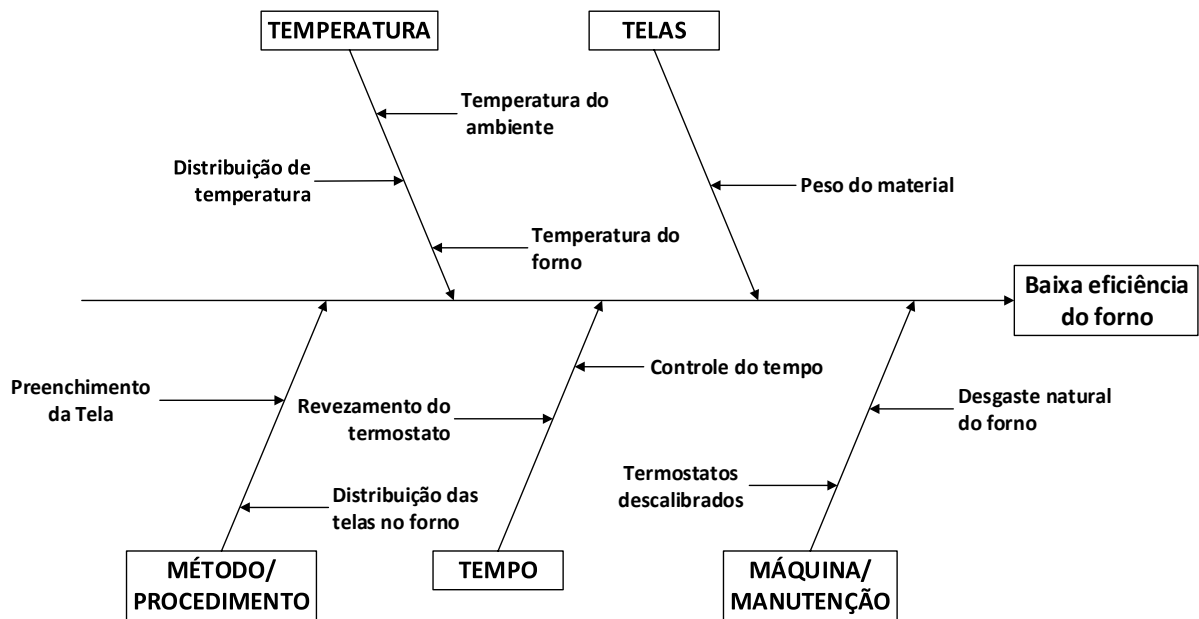 TEMPERATURA
TELAS
Temperatura do
ambiente
Distribuição de
temperatura
Peso do material
Temperatura do
forno
Baixa eficiência
do forno
Preenchimento
da Tela
Revezamento do
termostato
Controle do tempo
Desgaste natural
do forno
Distribuição das
telas no forno
Termostatos
descalibrados
MÉTODO/
PROCEDIMENTO
TEMPO
MÁQUINA/
MANUTENÇÃO